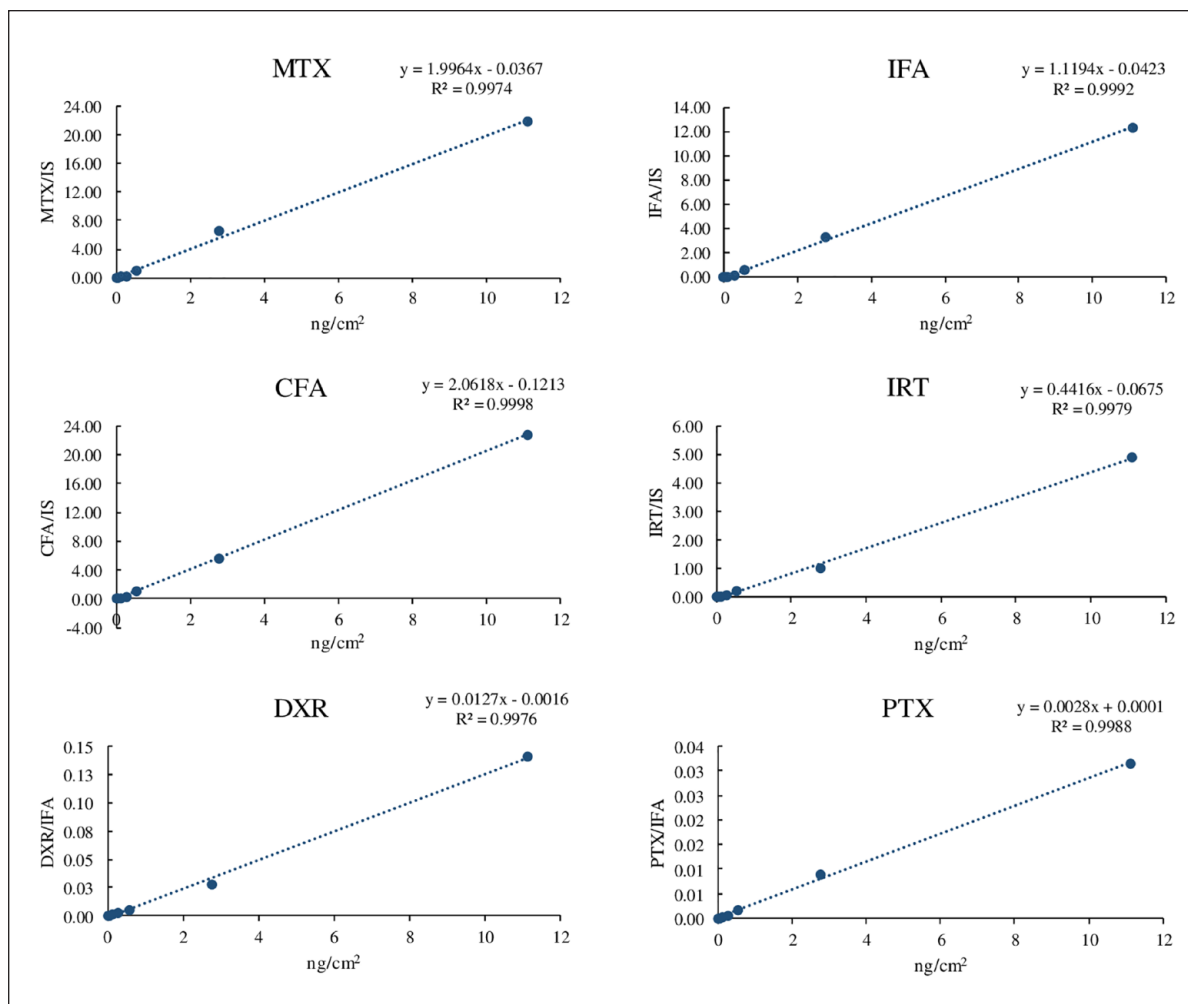 MTX
y = 1.9964x - 0.0367
R² = 0.9974
24.00
20.00
16.00
12.00
8.00
4.00
0.00
MTX/IS
0 2 4 6 8 10 12
ng/cm²
IFA
y = 1.1194x - 0.0423
R² = 0.9992
14.00
12.00
10.00
8.00
6.00
4.00
2.00
0.00
IFA/IS
0 2 4 6 8 10 12
ng/cm²
CFA
y = 2.0618x - 0.1213
R² = 0.9998
24.00
20.00
16.00
12.00
8.00
4.00
0.00
-4.00
CFA/IS
0 2 4 6 8 10 12
ng/cm²
IRT
y = 0.4416x - 0.0675
R² = 0.9979
6.00
5.00
4.00
3.00
2.00
1.00
0.00
IRT/IS
0 2 4 6 8 10 12
ng/cm²
DXR
y = 0.0127x - 0.0016
R² = 0.9976
0.15
0.13
0.10
0.08
0.05
0.03
0.00
DXR/IFA
0 2 4 6 8 10 12
ng/cm²
PTX
y = 0.0028x + 0.0001
R² = 0.9988
0.04
0.03
0.03
0.02
0.02
0.01
0.01
0.00
PTX/IFA
0 2 4 6 8 10 12
ng/cm²